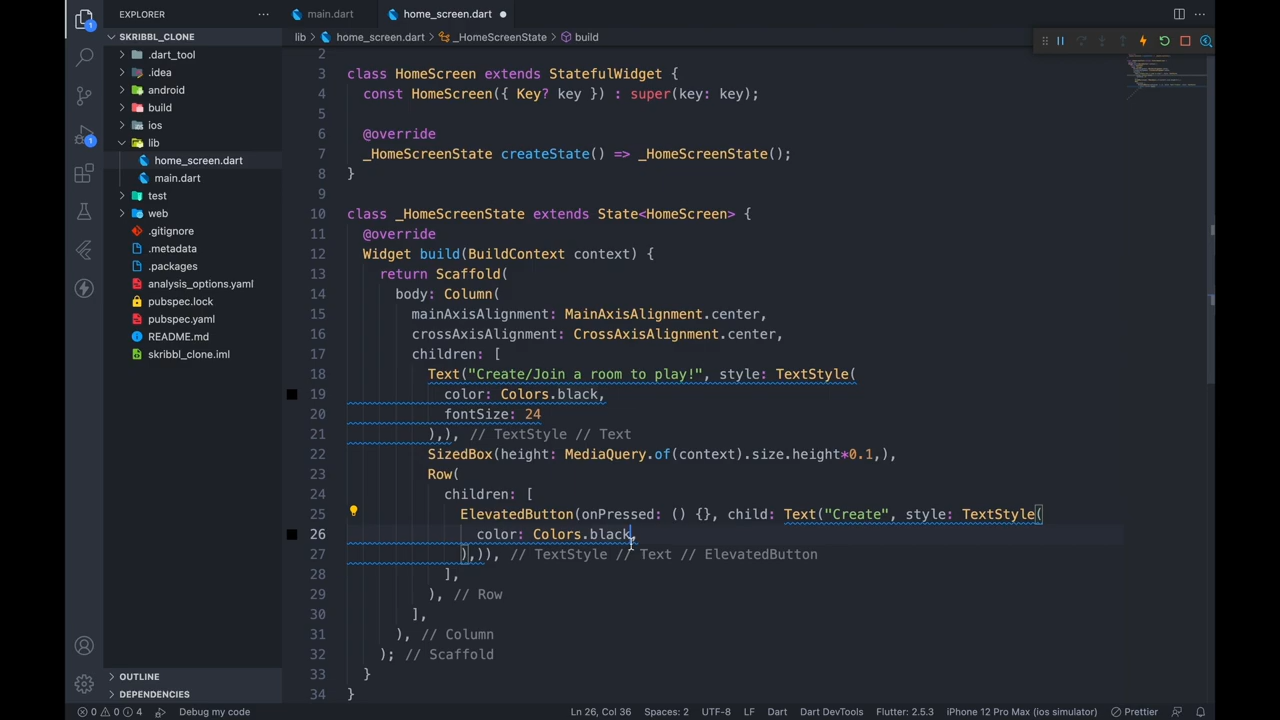 EXPLORER
SKRIBBL_CLONE
.dart_tool
.idea
android
build
ios
lib
home_screen.dart
main.dart
test
web
.gitignore
.metadata
.packages
analysis_options.yaml
pubspec.lock
pubspec.yaml
README.md
skribbl_clone.iml
OUTLINE
DEPENDENCIES
1
1
main.dart
home_screen.dart
lib > home_screen.dart > _HomeScreenState > build
2
3 class HomeScreen extends StatefulWidget {
4 const HomeScreen({ Key? key }) : super(key: key);
5
6 @override
7 _HomeScreenState createState() => _HomeScreenState();
8 }
9
10 class _HomeScreenState extends State<HomeScreen> {
11 @override
12 Widget build(BuildContext context) {
13 return Scaffold(
14 body: Column(
15 mainAxisAlignment: MainAxisAlignment.center,
16 crossAxisAlignment: CrossAxisAlignment.center,
17 children: [
18 Text("Create/Join a room to play!", style: TextStyle(
19 color: Colors.black,
20 fontSize: 24
21 ),), // TextStyle // Text
22 SizedBox(height: MediaQuery.of(context).size.height*0.1,),
23 Row(
24 children: [
25 ElevatedButton(onPressed: () {}, child: Text("Create", style: TextStyle(
26 color: Colors.black,
27 ),)), // TextStyle // Text // ElevatedButton
28 ],
29 ), // Row
30 ],
31 ), // Column
32 ); // Scaffold
33 }
34 }
0 0 4 Debug my code Ln 26, Col 36 Spaces: 2 UTF-8 LF Dart Dart DevTools Flutter: 2.5.3 iPhone 12 Pro Max (ios simulator) Prettier